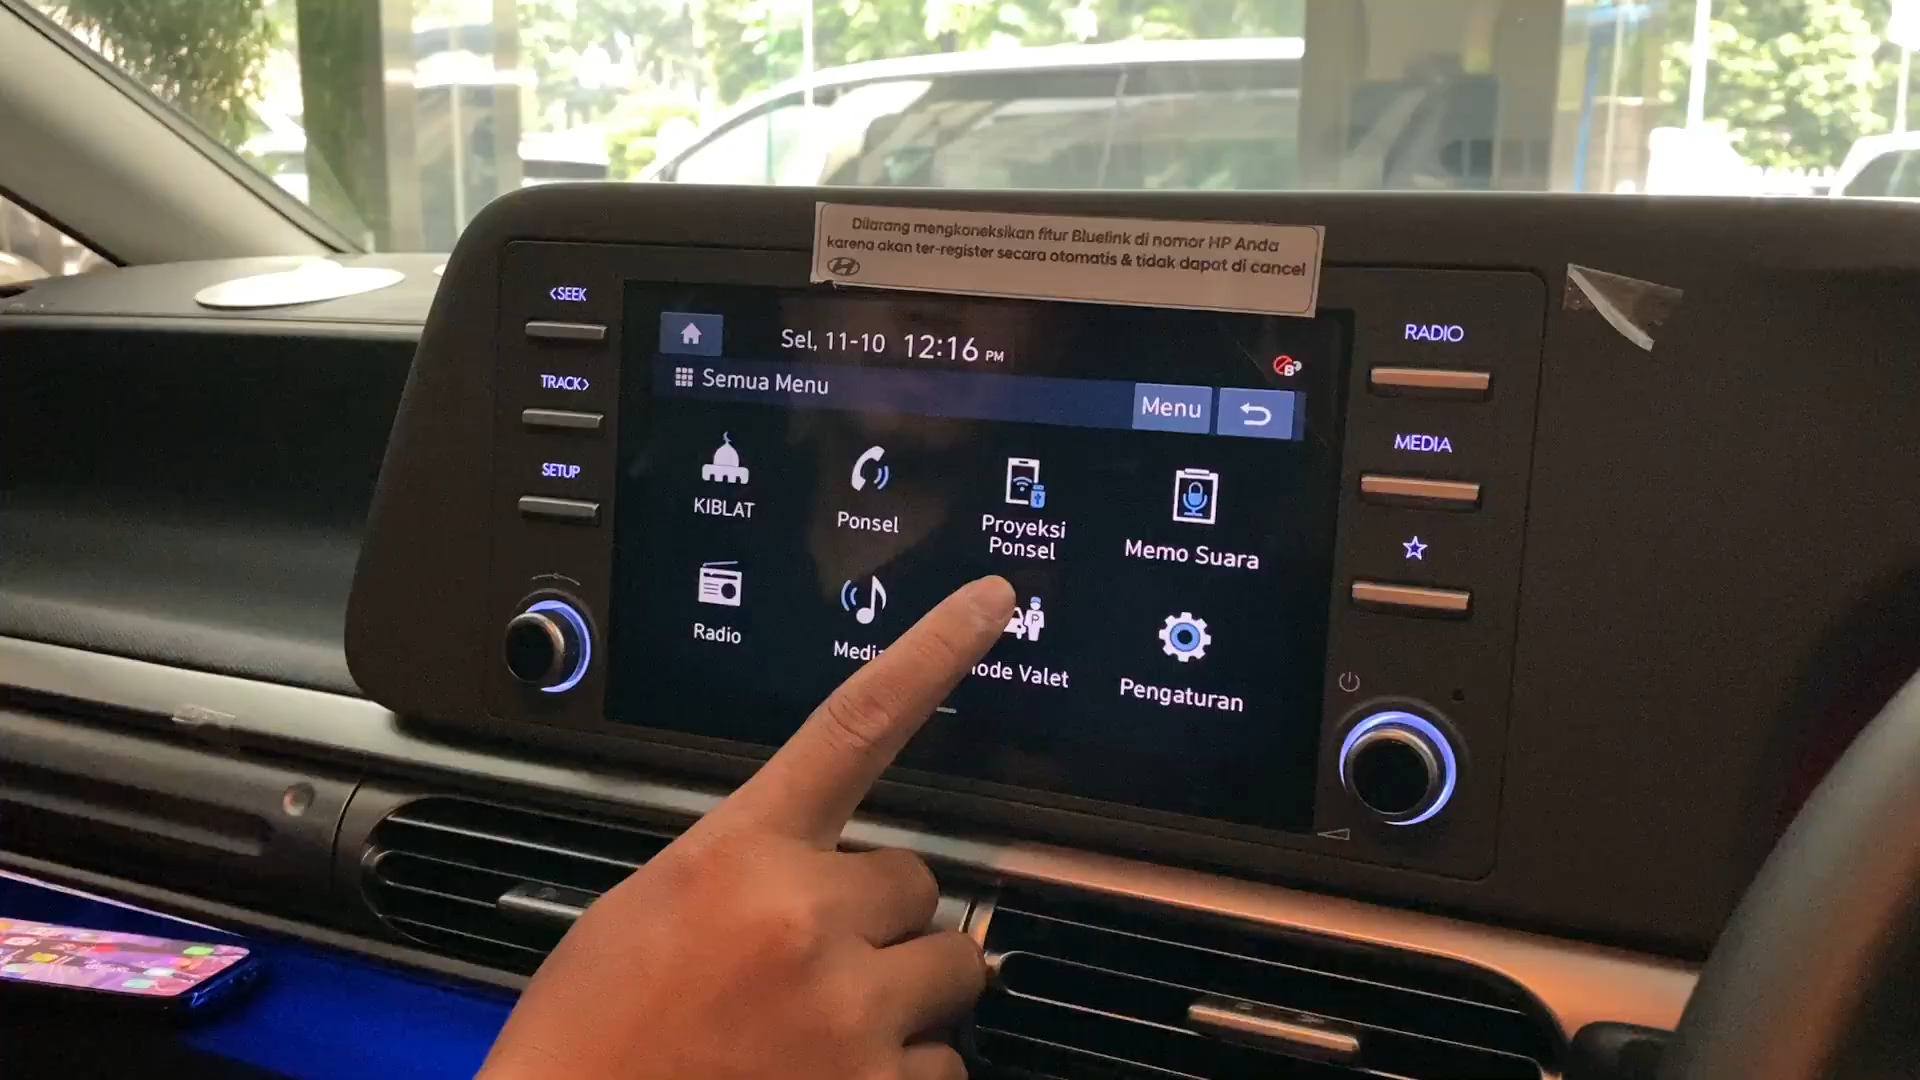 Dilarang mengkoneksikan fitur Bluelink di nomor HP Anda
karena akan ter-register secara otomatis & tidak dapat di cancel
<SEEK
TRACK>
SETUP
Sel, 11-10 12:16 PM
Semua Menu
Menu
KIBLAT
Ponsel
Proyeksi
Ponsel
Memo Suara
Radio
Media
Mode Valet
Pengaturan
RADIO
MEDIA